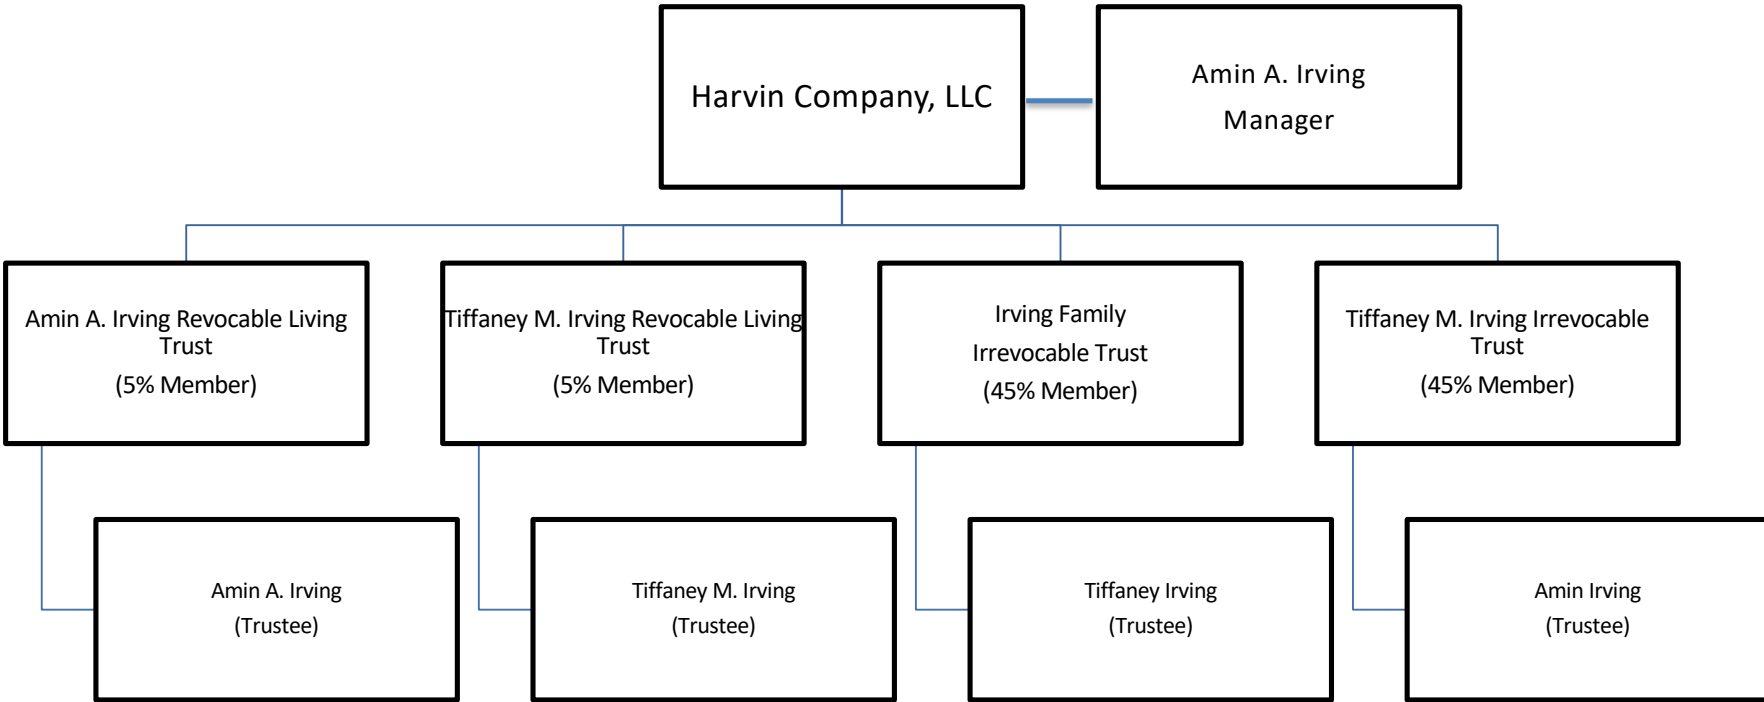 Harvin Company, LLC
Amin A. Irving
Manager
Amin A. Irving Revocable Living
Trust
(5% Member)
Tiffaney M. Irving Revocable Living
Trust
(5% Member)
Irving Family
Irrevocable Trust
(45% Member)
Tiffaney M. Irving Irrevocable
Trust
(45% Member)
Amin A. Irving
(Trustee)
Tiffaney M. Irving
(Trustee)
Tiffaney Irving
(Trustee)
Amin Irving
(Trustee)